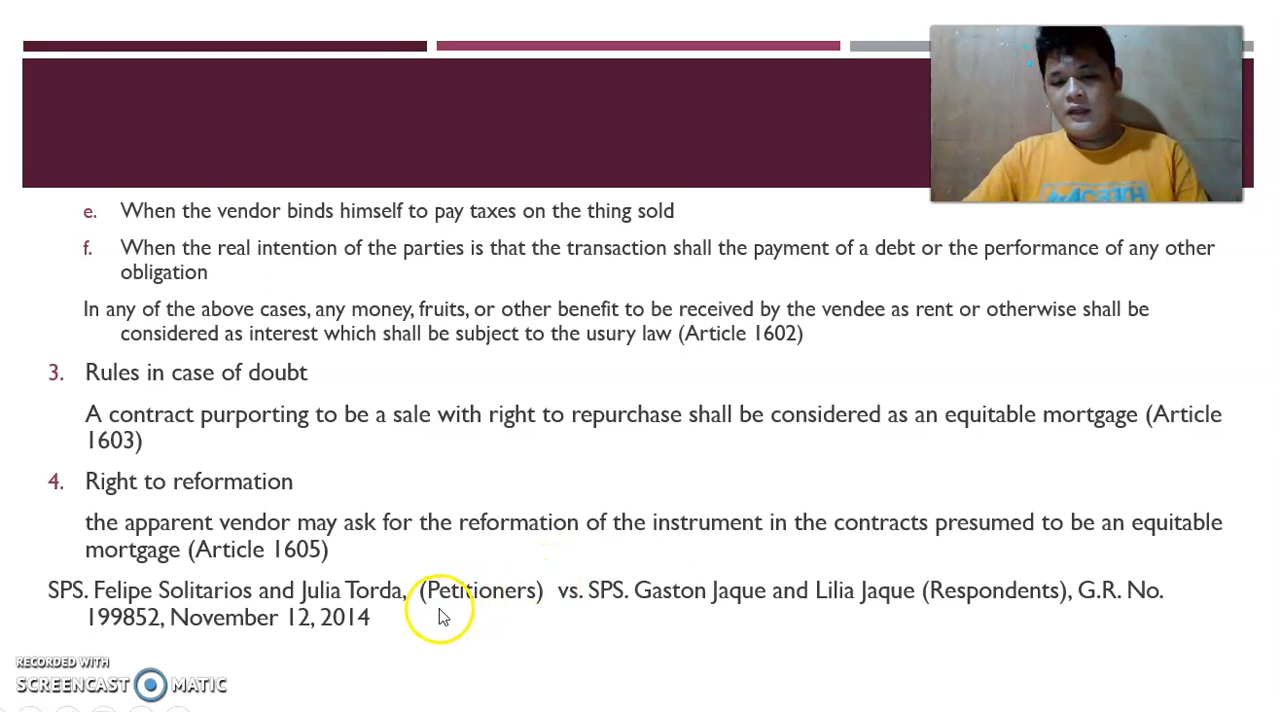 e. When the vendor binds himself to pay taxes on the thing sold
f. When the real intention of the parties is that the transaction shall the payment of a debt or the performance of any other
obligation
In any of the above cases, any money, fruits, or other benefit to be received by the vendee as rent or otherwise shall be
considered as interest which shall be subject to the usury law (Article 1602)
3. Rules in case of doubt
A contract purporting to be a sale with right to repurchase shall be considered as an equitable mortgage (Article
1603)
4. Right to reformation
the apparent vendor may ask for the reformation of the instrument in the contracts presumed to be an equitable
mortgage (Article 1605)
SPS. Felipe Solitarios and Julia Torda, (Petitioners) vs. SPS. Gaston Jaque and Lilia Jaque (Respondents), G.R. No.
199852, November 12, 2014
RECORDED WITH
SCREENCAST MATIC